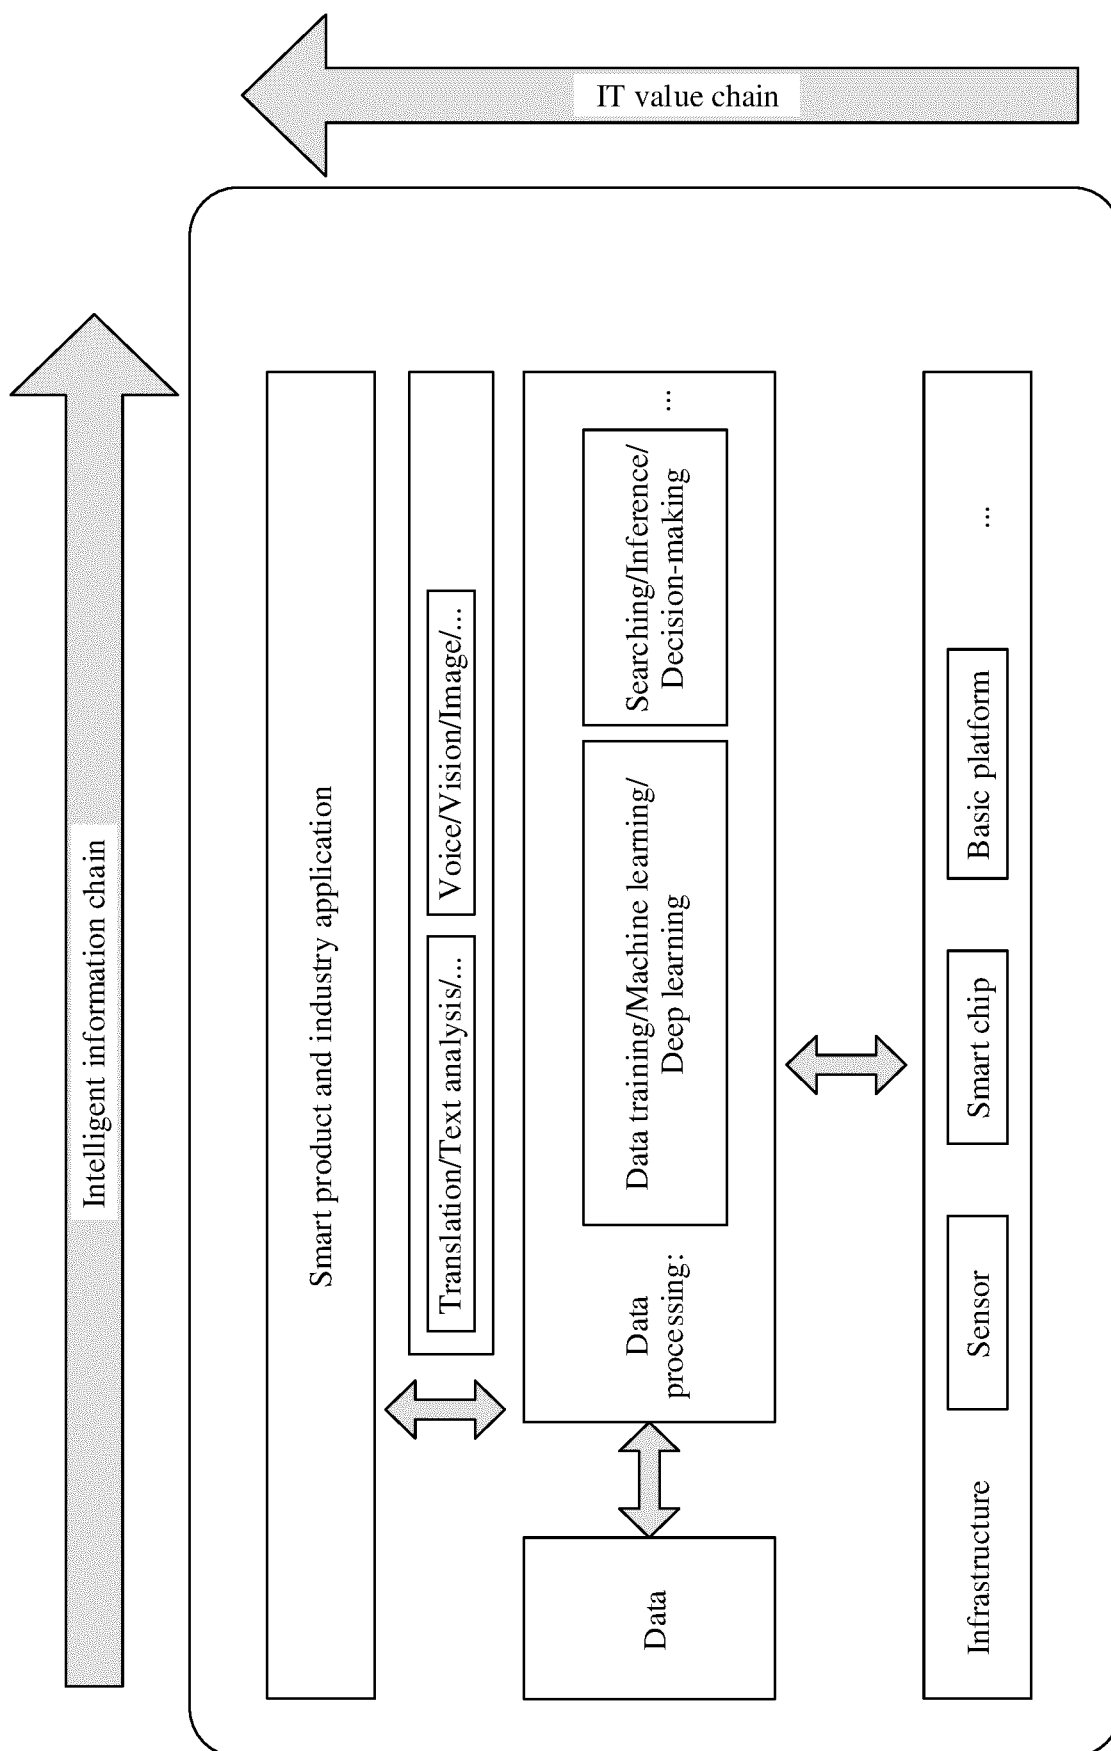 Intelligent information chain
IT value chain
Smart product and industry application
Translation/Text analysis/...
Voice/Vision/Image/...
Data
Data
processing:
Data training/Machine learning/
Deep learning
Searching/Inference/
Decision-making
...
Infrastructure
Sensor
Smart chip
Basic platform
...